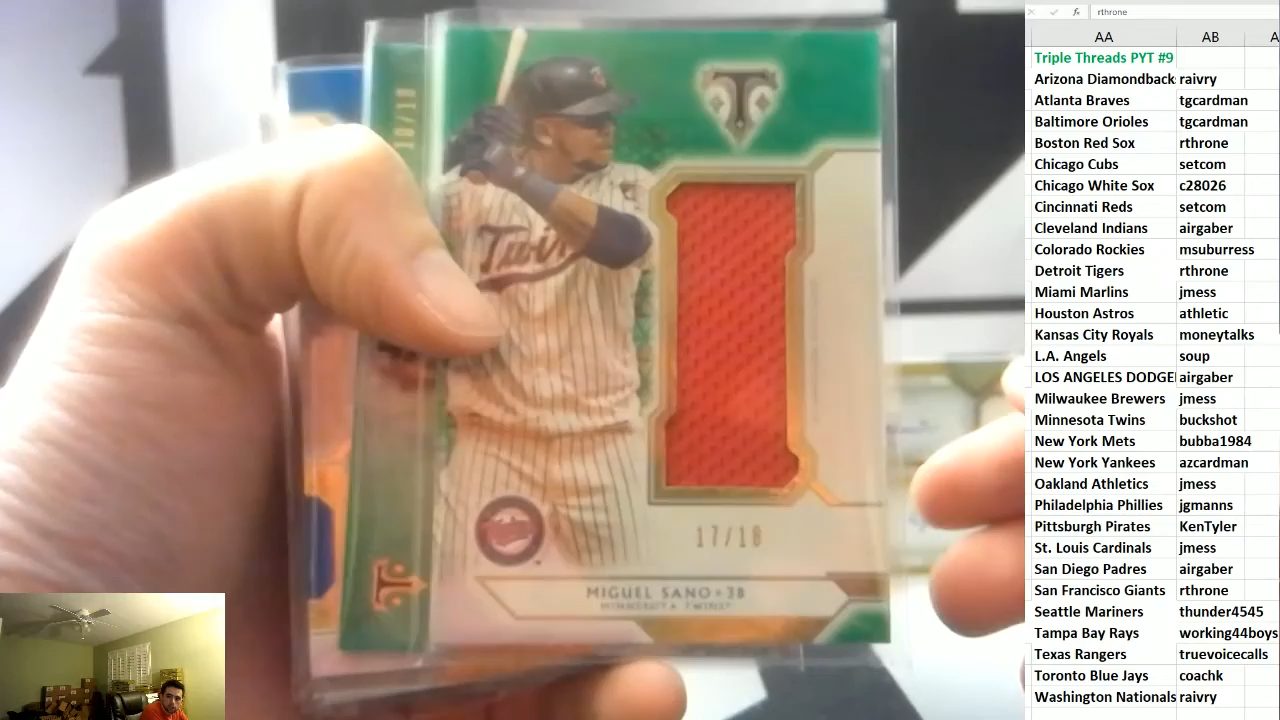 rthrone
AA AB A
Triple Threads PYT #9
Arizona Diamondback raivry
Atlanta Braves tgcardman
Baltimore Orioles tgcardman
Boston Red Sox rthrone
Chicago Cubs setcom
Chicago White Sox c28026
Cincinnati Reds setcom
Cleveland Indians airgaber
Colorado Rockies msuburress
Detroit Tigers rthrone
Miami Marlins jmess
Houston Astros athletic
Kansas City Royals moneytalks
L.A. Angels soup
LOS ANGELES DODGE airgaber
Milwaukee Brewers jmess
Minnesota Twins buckshot
New York Mets bubba1984
New York Yankees azcardman
Oakland Athletics jmess
Philadelphia Phillies jgmanns
Pittsburgh Pirates KenTyler
St. Louis Cardinals jmess
San Diego Padres airgaber
San Francisco Giants rthrone
Seattle Mariners thunder4545
Tampa Bay Rays working44boys
Texas Rangers truevoicecalls
Toronto Blue Jays coachk
Washington Nationals raivry
Twins
17/18
MIGUEL SANO • 3B
MINNESOTA TWINS